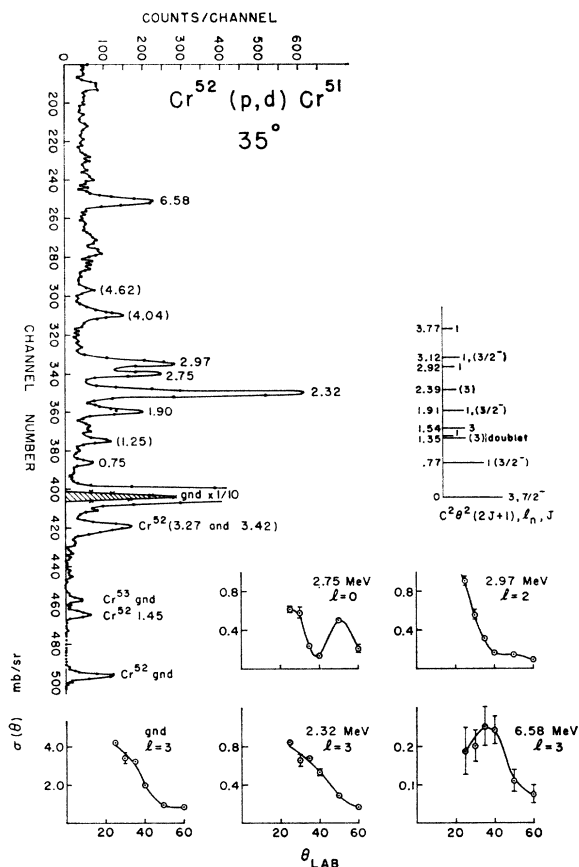 COUNTS/CHANNEL
0
100
200
300
400
500
600
Cr52 (p,d) Cr51
35°
CHANNEL NUMBER
200
220
240
260
280
300
320
340
360
380
400
420
440
460
480
500
6.58
(4.62)
(4.04)
2.97
2.75
2.32
1.90
(1.25)
0.75
gnd x 1/10
Cr52 (3.27 and 3.42)
Cr53 gnd
Cr52 1.45
Cr52 gnd
3.77 1
3.12 1,(3/2-)
2.92 1
2.39 (3)
1.91 1,(3/2-)
1.54 3
1
1.35 (3)}doublet
.77 1 (3/2-)
0 3, 7/2-
C2θ2(2J+1), ℓn, J
2.75 MeV
ℓ=0
0.8
0.4
2.97 MeV
ℓ=2
0.8
0.4
σ(θ) mb/sr
gnd
ℓ=3
4.0
2.0
0 20 40 60
2.32 MeV
ℓ=3
0.8
0.4
20 40 60
6.58 MeV
ℓ=3
0.2
0.1
20 40 60
θLAB